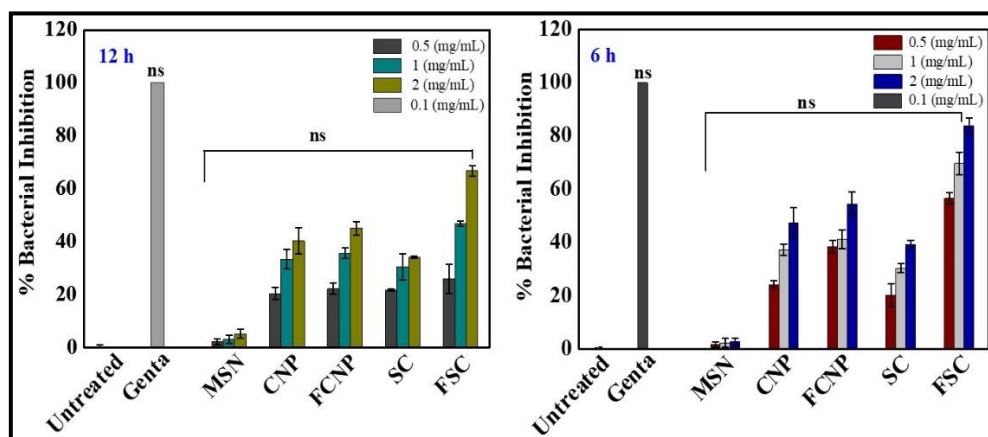 120
100
80
60
40
20
0
% Bacterial Inhibition
12 h
ns
ns
0.5 (mg/mL)
1 (mg/mL)
2 (mg/mL)
0.1 (mg/mL)
Untreated
Genta
MSN
CNP
FCNP
SC
FSC
120
100
80
60
40
20
0
% Bacterial Inhibition
6 h
ns
ns
0.5 (mg/mL)
1 (mg/mL)
2 (mg/mL)
0.1 (mg/mL)
Untreated
Genta
MSN
CNP
FCNP
SC
FSC